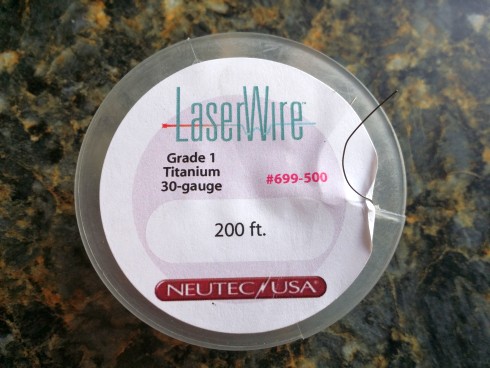 LaserWire™
Grade 1
Titanium
30-gauge
#699-500
200 ft.
NEUTEC USA®